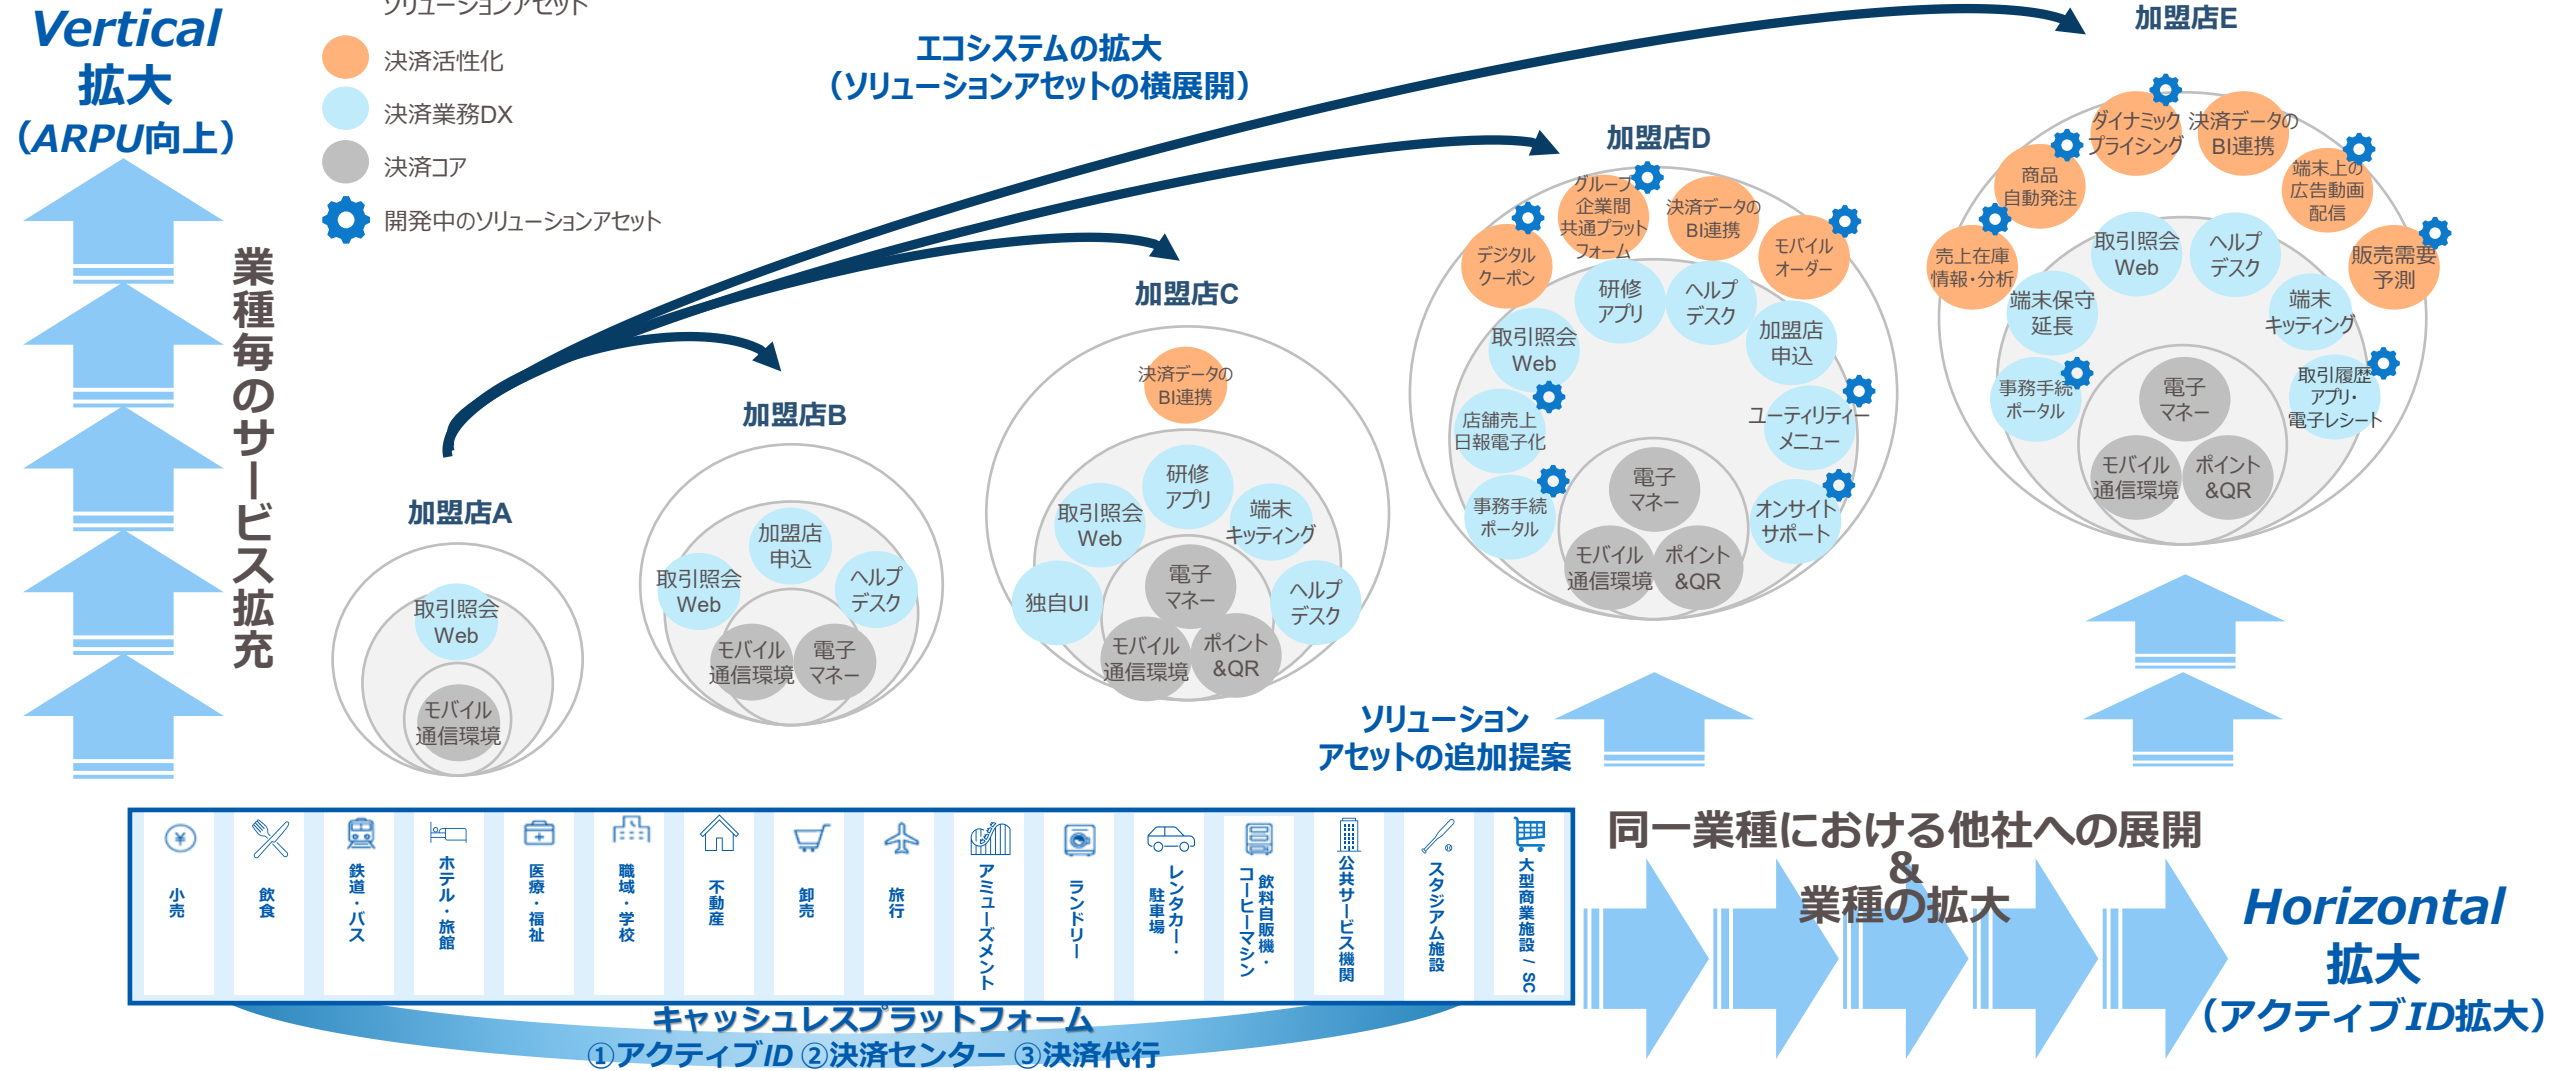 Vertical
拡大
（ARPU向上）
業種毎のサービス拡充
ソリューションアセット
決済活性化
決済業務DX
決済コア
開発中のソリューションアセット
エコシステムの拡大
（ソリューションアセットの横展開）
加盟店A
取引照会
Web
モバイル
通信環境
加盟店B
加盟店
申込
取引照会
Web
ヘルプ
デスク
モバイル
通信環境
電子
マネー
加盟店C
決済データの
BI連携
研修
アプリ
取引照会
Web
端末
キッティング
独自UI
ヘルプ
デスク
電子
マネー
モバイル
通信環境
ポイント
&QR
加盟店D
グループ
企業間
共通プラット
フォーム
決済データの
BI連携
デジタル
クーポン
モバイル
オーダー
研修
アプリ
ヘルプ
デスク
取引照会
Web
加盟店
申込
店舗売上
日報電子化
ユーティリティー
メニュー
事務手続
ポータル
オンサイト
サポート
電子
マネー
モバイル
通信環境
ポイント
&QR
加盟店E
ダイナミック
プライシング
決済データの
BI連携
商品
自動発注
端末上の
広告動画
配信
売上在庫
情報・分析
販売需要
予測
取引照会
Web
ヘルプ
デスク
端末保守
延長
端末
キッティング
事務手続
ポータル
取引履歴
アプリ・
電子レシート
電子
マネー
モバイル
通信環境
ポイント
&QR
ソリューション
アセットの追加提案
小売
飲食
鉄道・バス
ホテル・旅館
医療・福祉
職域・学校
不動産
卸売
旅行
アミューズメント
ランドリー
レンタカー・
駐車場
飲料自販機・
コーヒーマシン
公共サービス機関
スタジアム施設
大型商業施設 / SC
キャッシュレスプラットフォーム
①アクティブID ②決済センター ③決済代行
同一業種における他社への展開
&
業種の拡大
Horizontal
拡大
（アクティブID拡大）